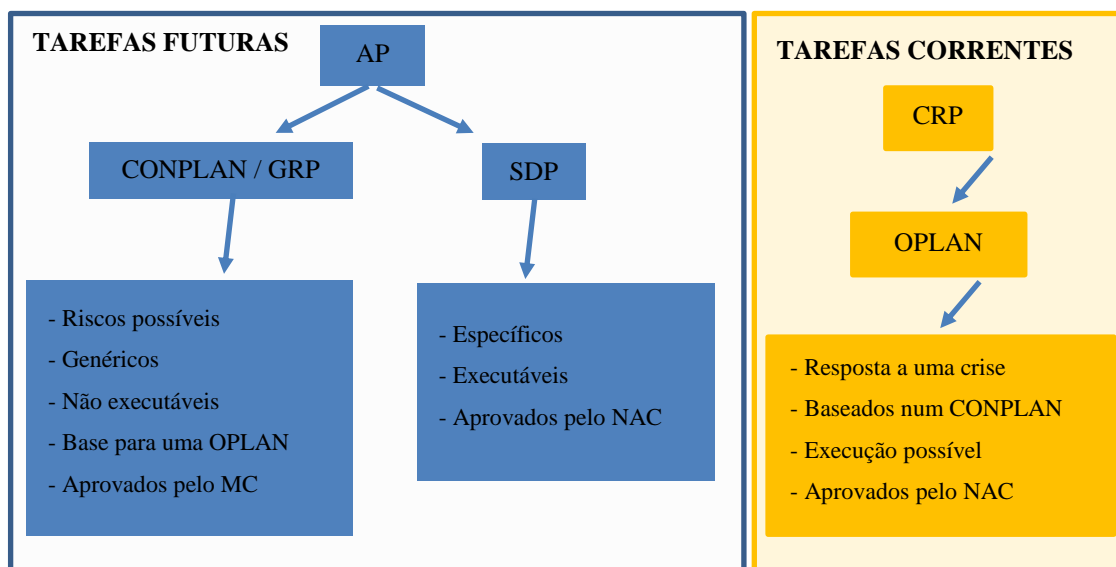 TAREFAS FUTURAS
AP
CONPLAN / GRP
SDP
- Riscos possíveis
- Genéricos
- Não executáveis
- Base para uma OPLAN
- Aprovados pelo MC
- Específicos
- Executáveis
- Aprovados pelo NAC
TAREFAS CORRENTES
CRP
OPLAN
- Resposta a uma crise
- Baseados num CONPLAN
- Execução possível
- Aprovados pelo NAC